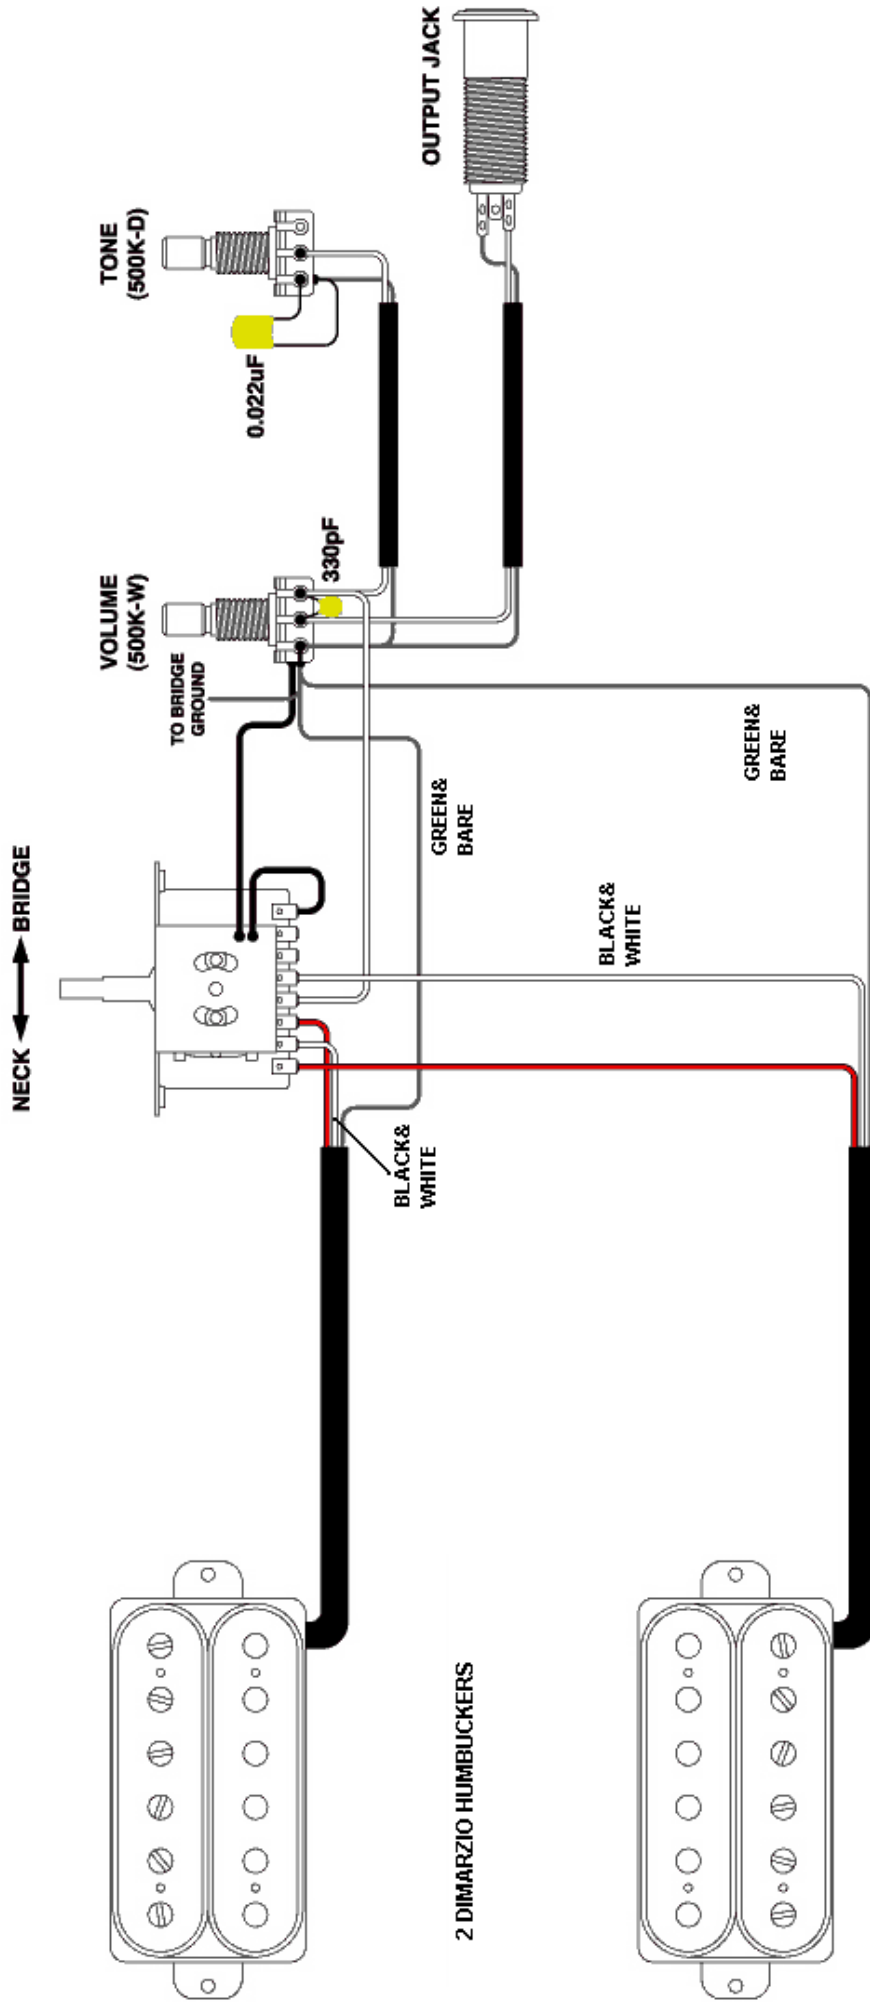 NECK ◄─► BRIDGE
VOLUME
(500K-W)
TONE
(500K-D)
TO BRIDGE
GROUND
0.022uF
330pF
OUTPUT JACK
GREEN&
BARE
BLACK&
WHITE
BLACK&
WHITE
GREEN&
BARE
2 DIMARZIO HUMBUCKERS